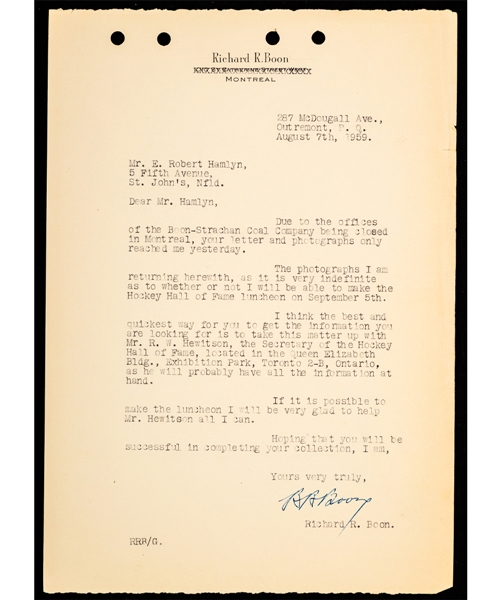 Richard R. Boon
MONTREAL
287 McDougall Ave.,
Outremont, P. Q.
August 7th, 1959.
Mr. E. Robert Hamlyn,
5 Fifth Avenue,
St. John's, Nfld.
Dear Mr. Hamlyn,
Due to the offices
of the Boon-Strachan Coal Company being closed
in Montreal, your letter and photographs only
reached me yesterday.
The photographs I am
returning herewith, as it is very indefinite
as to whether or not I will be able to make the
Hockey Hall of Fame luncheon on September 5th.
I think the best and
quickest way for you to get the information you
are looking for is to take this matter up with
Mr. R. W. Hewitson, the Secretary of the Hockey
Hall of Fame, located in the Queen Elizabeth
Bldg., Exhibition Park, Toronto 2-B, Ontario,
as he will probably have all the information at
hand.
If it is possible to
make the luncheon I will be very glad to help
Mr. Hewitson all I can.
Hoping that you will be
successful in completing your collection, I am,
Yours very truly,
R R Boon
Richard R. Boon.
RRB/G.